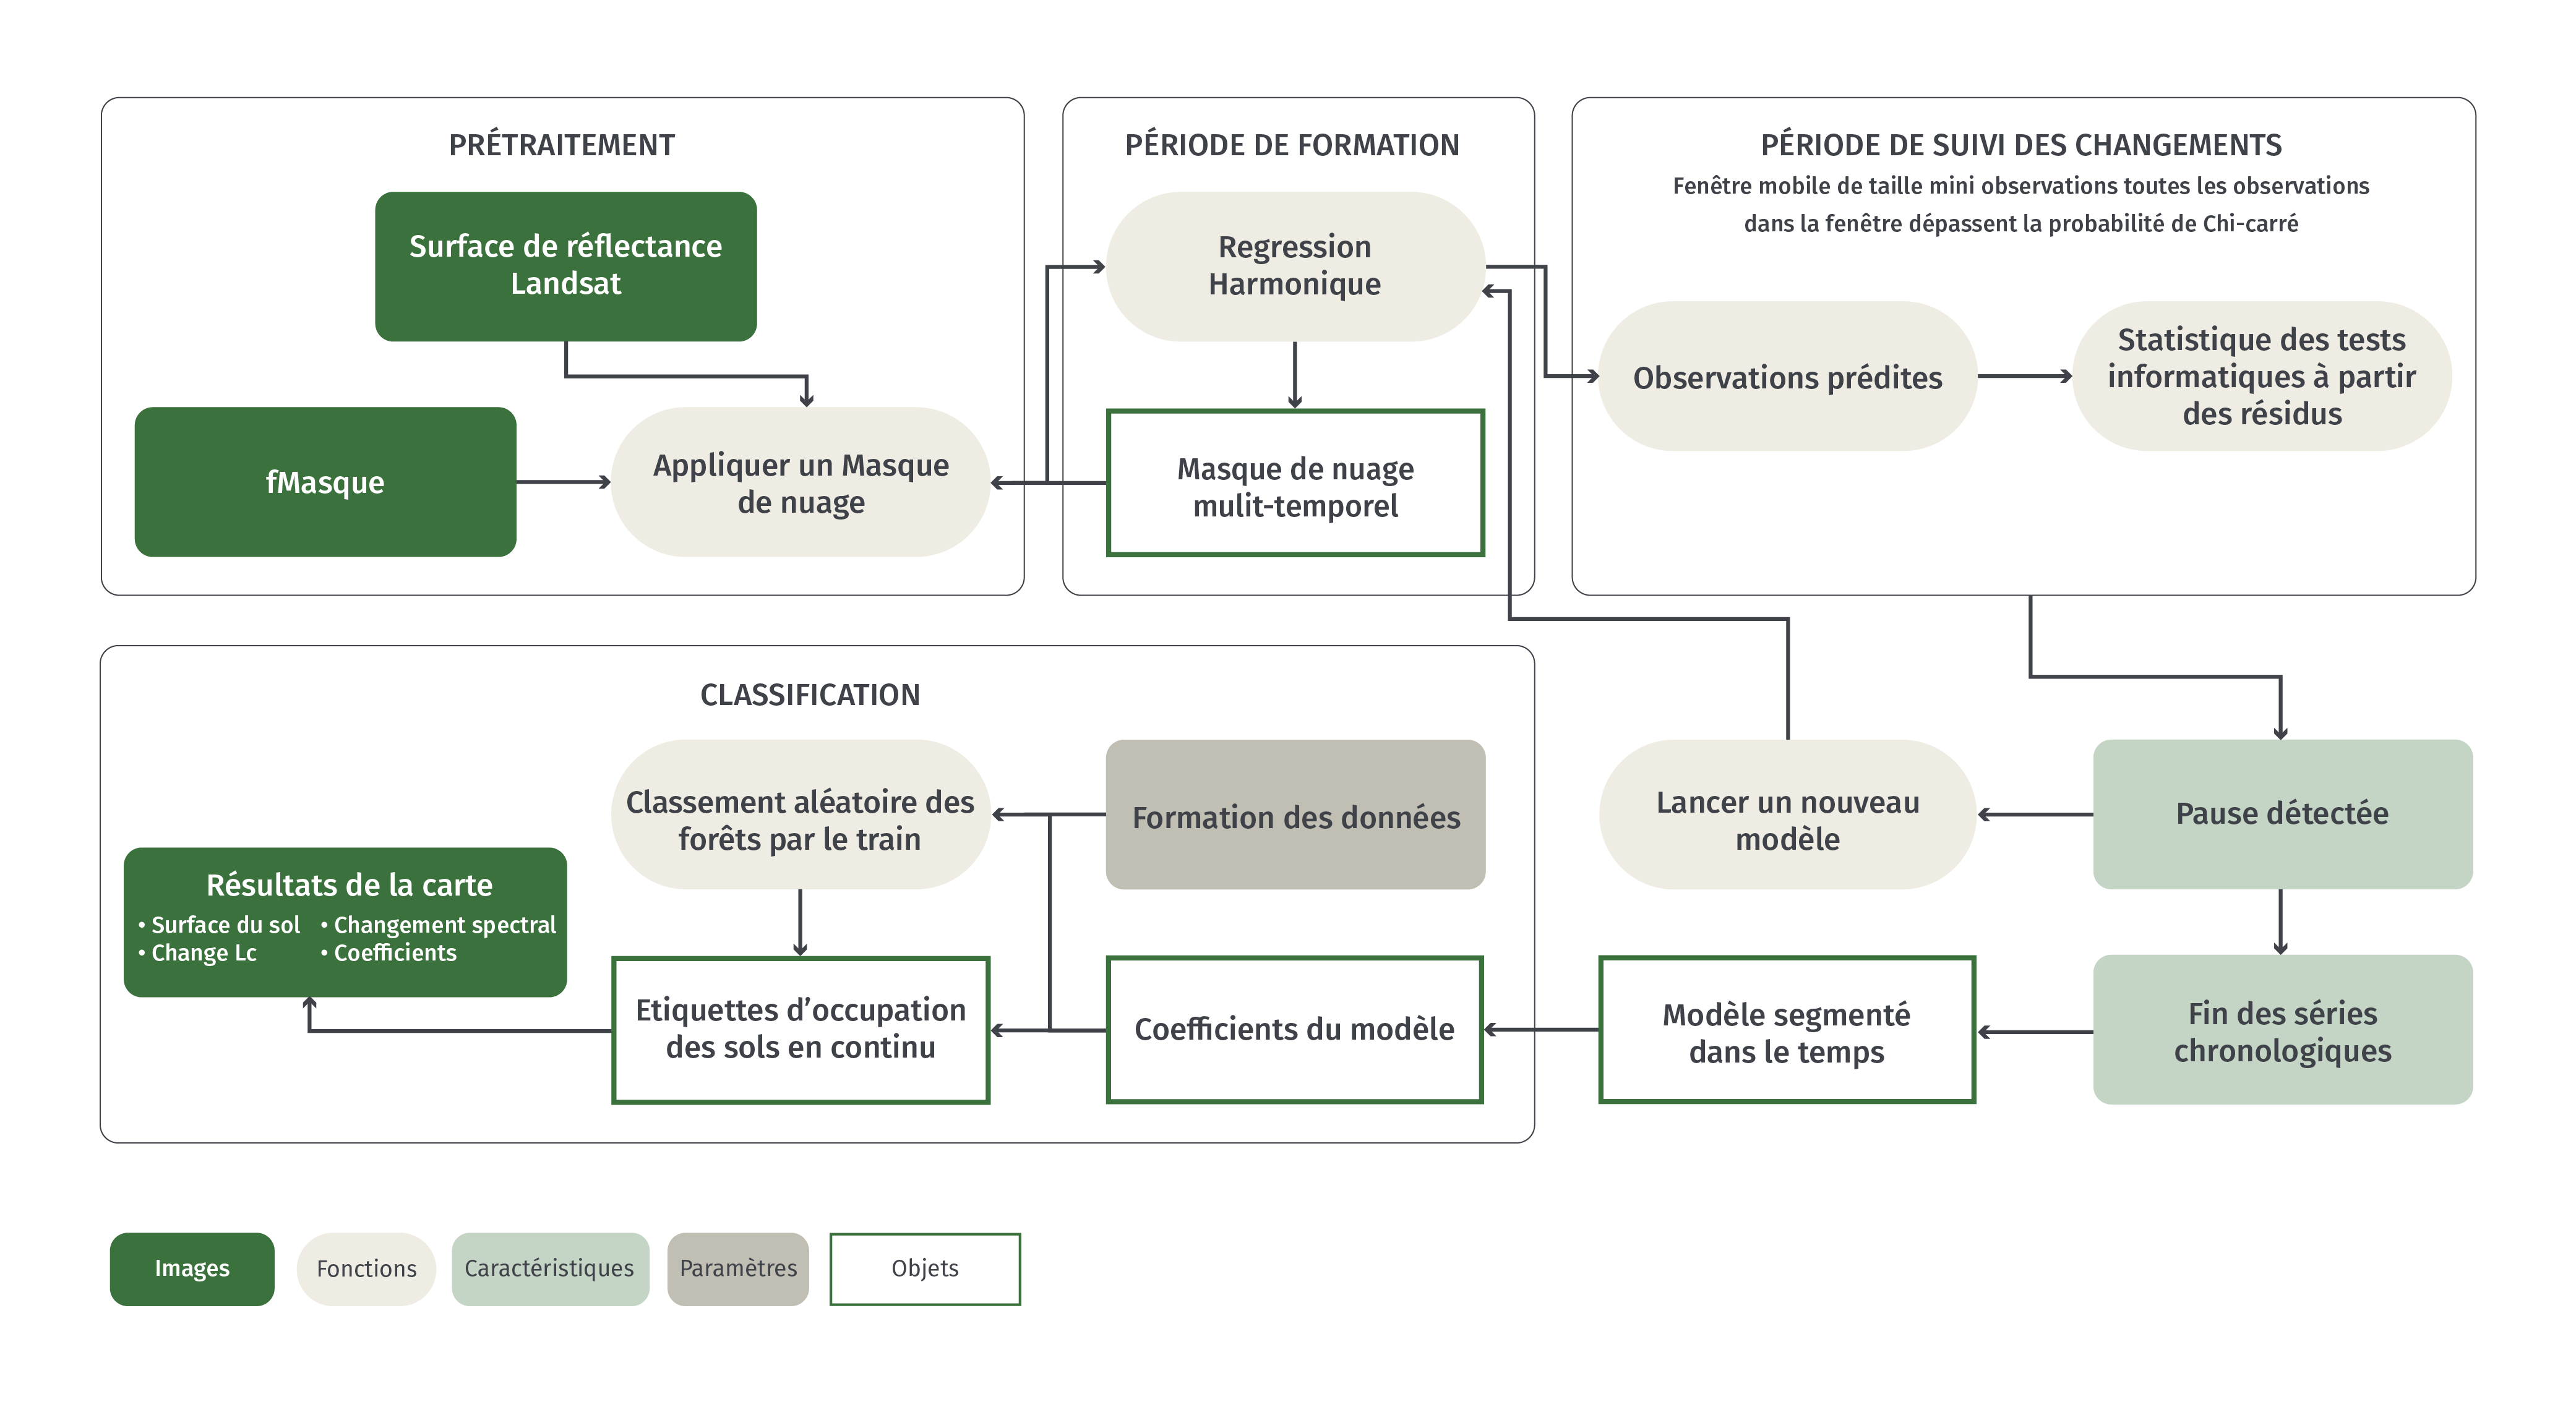 PRÉTRAITEMENT
Surface de réflectance
Landsat
fMasque
Appliquer un Masque
de nuage
PÉRIODE DE FORMATION
Regression
Harmonique
Masque de nuage
mulit-temporel
PÉRIODE DE SUIVI DES CHANGEMENTS
Fenêtre mobile de taille mini observations toutes les observations
dans la fenêtre dépassent la probabilité de Chi-carré
Observations prédites
Statistique des tests
informatiques à partir
des résidus
CLASSIFICATION
Classement aléatoire des
forêts par le train
Formation des données
Résultats de la carte
• Surface du sol • Changement spectral
• Change Lc • Coefficients
Etiquettes d’occupation
des sols en continu
Coefficients du modèle
Lancer un nouveau
modèle
Pause détectée
Modèle segmenté
dans le temps
Fin des séries
chronologiques
Images
Fonctions
Caractéristiques
Paramètres
Objets